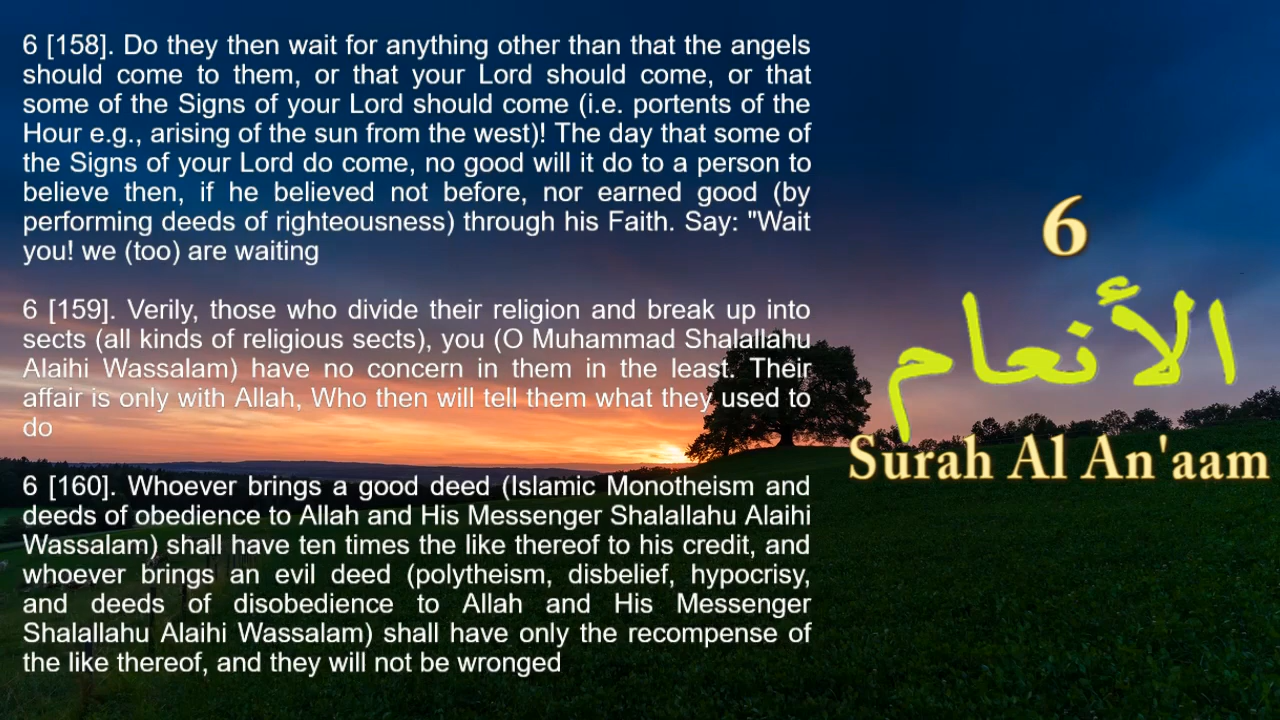 6 [158]. Do they then wait for anything other than that the angels
should come to them, or that your Lord should come, or that
some of the Signs of your Lord should come (i.e. portents of the
Hour e.g., arising of the sun from the west)! The day that some of
the Signs of your Lord do come, no good will it do to a person to
believe then, if he believed not before, nor earned good (by
performing deeds of righteousness) through his Faith. Say: "Wait
you! we (too) are waiting
6 [159]. Verily, those who divide their religion and break up into
sects (all kinds of religious sects), you (O Muhammad Shalallahu
Alaihi Wassalam) have no concern in them in the least. Their
affair is only with Allah, Who then will tell them what they used to
do
6 [160]. Whoever brings a good deed (Islamic Monotheism and
deeds of obedience to Allah and His Messenger Shalallahu Alaihi
Wassalam) shall have ten times the like thereof to his credit, and
whoever brings an evil deed (polytheism, disbelief, hypocrisy,
and deeds of disobedience to Allah and His Messenger
Shalallahu Alaihi Wassalam) shall have only the recompense of
the like thereof, and they will not be wronged
6
الأنعام
Surah Al An'aam